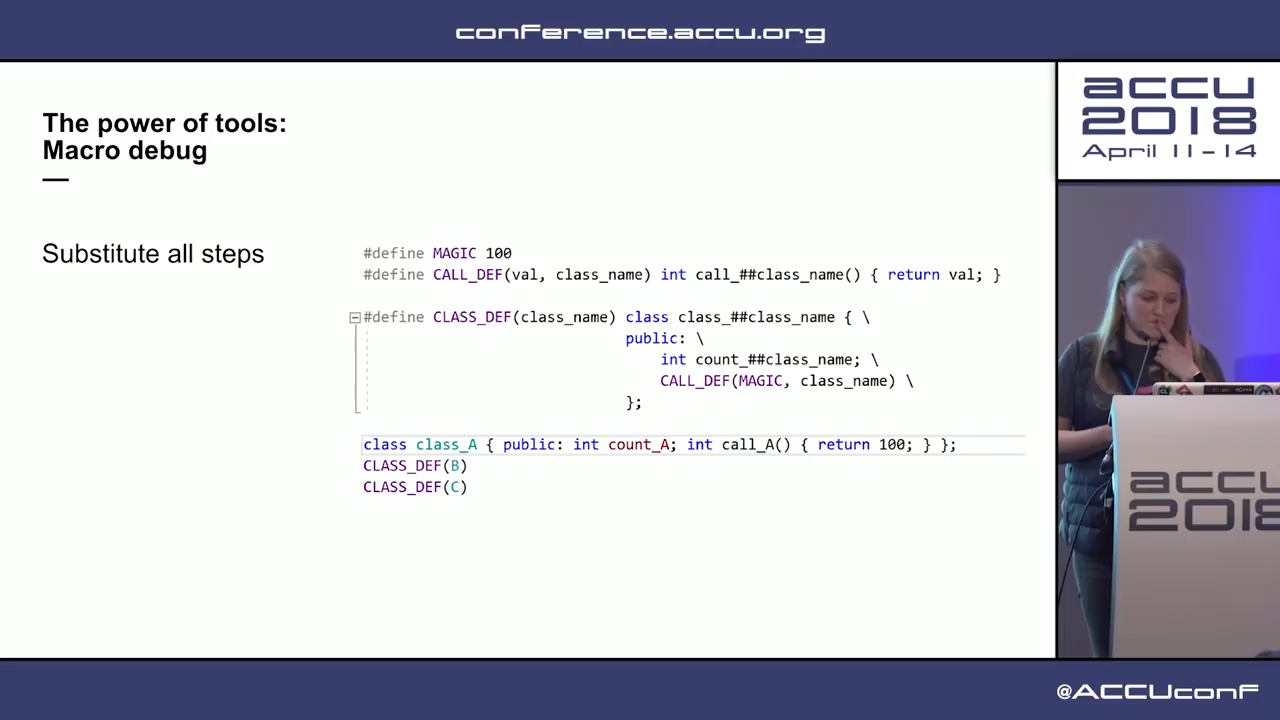 conference.accu.org
The power of tools:
Macro debug
Substitute all steps
#define MAGIC 100
#define CALL_DEF(val, class_name) int call_##class_name() { return val; }
#define CLASS_DEF(class_name) class class_##class_name { \
public: \
int count_##class_name; \
CALL_DEF(MAGIC, class_name) \
};
class class_A { public: int count_A; int call_A() { return 100; } };
CLASS_DEF(B)
CLASS_DEF(C)
accu
2018
April 11-14
accu
2018
@ACCUconf